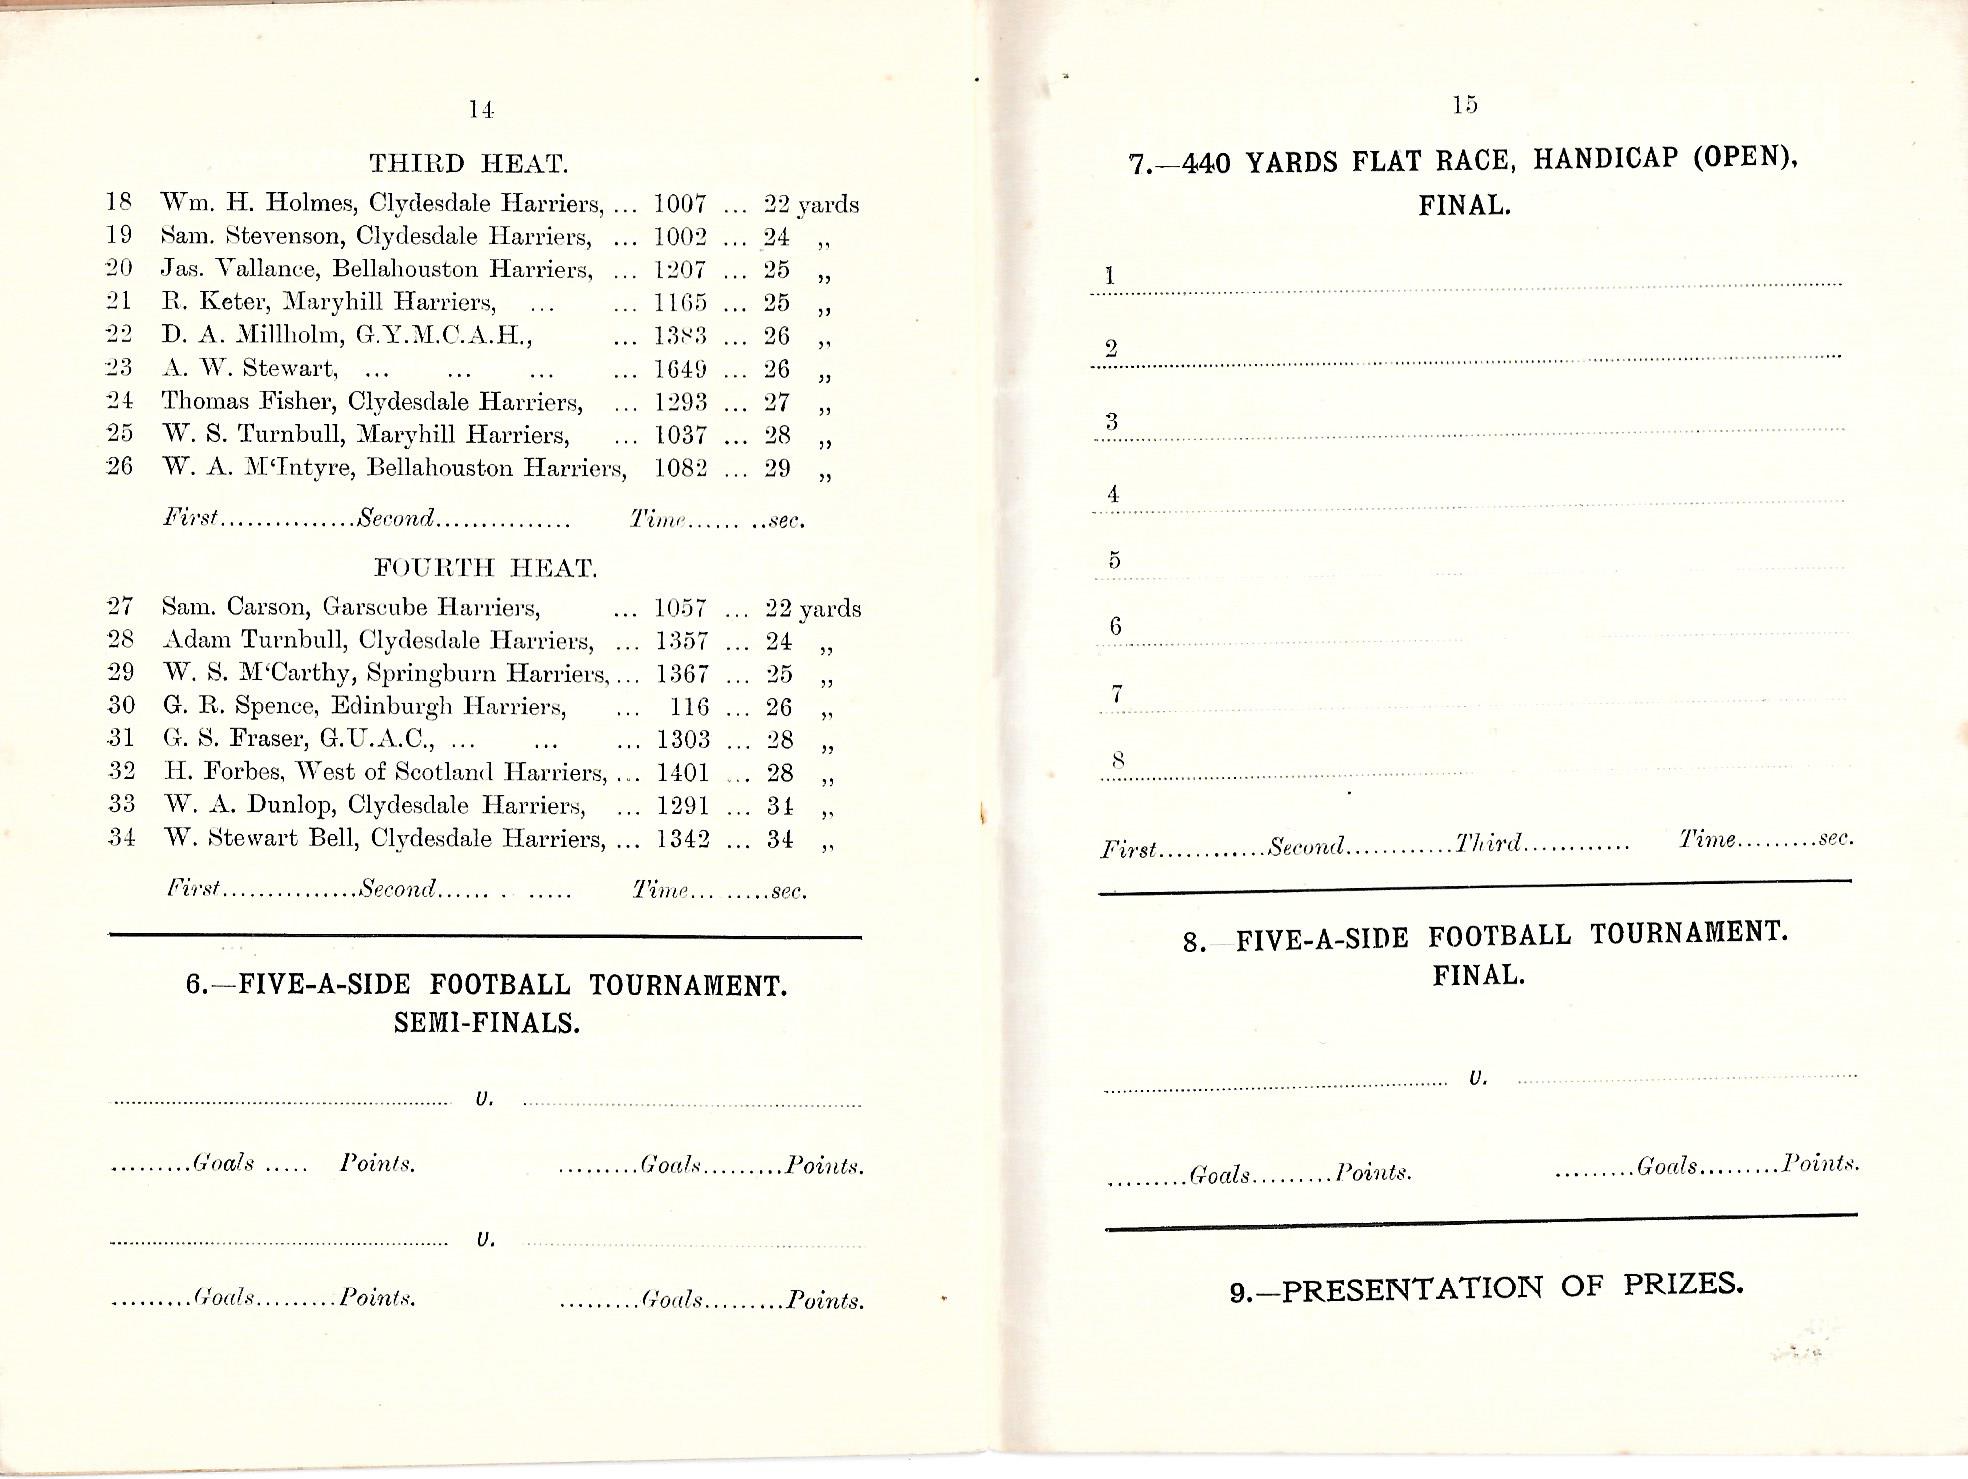 14
THIRD HEAT.
18 Wm. H. Holmes, Clydesdale Harriers, ... 1007 ... 22 yards
19 Sam. Stevenson, Clydesdale Harriers, ... 1002 ... 24 „
20 Jas. Vallance, Bellahouston Harriers, ... 1207 ... 25 „
21 R. Keter, Maryhill Harriers, ... ... 1165 ... 25 „
22 D. A. Millholm, G.Y.M.C.A.H., ... 1383 ... 26 „
23 A. W. Stewart, ... ... ... ... 1649 ... 26 „
24 Thomas Fisher, Clydesdale Harriers, ... 1293 ... 27 „
25 W. S. Turnbull, Maryhill Harriers, ... 1037 ... 28 „
26 W. A. M‘Intyre, Bellahouston Harriers, 1082 ... 29 „
First...............Second............... Time...... ..sec.
FOURTH HEAT.
27 Sam. Carson, Garscube Harriers, ... 1057 ... 22 yards
28 Adam Turnbull, Clydesdale Harriers, ... 1357 ... 24 „
29 W. S. M‘Carthy, Springburn Harriers, ... 1367 ... 25 „
30 G. R. Spence, Edinburgh Harriers, ... 116 ... 26 „
31 G. S. Fraser, G.U.A.C., ... ... ... 1303 ... 28 „
32 H. Forbes, West of Scotland Harriers, ... 1401 ... 28 „
33 W. A. Dunlop, Clydesdale Harriers, ... 1291 ... 34 „
34 W. Stewart Bell, Clydesdale Harriers, ... 1342 ... 34 „
First...............Second...... . ..... Time... .....sec.
6.—FIVE-A-SIDE FOOTBALL TOURNAMENT.
SEMI-FINALS.
.......... v. ..........
.........Goals ..... Points. .........Goals.........Points.
.......... v. ..........
.........Goals.........Points. .........Goals.........Points.
15
7.—440 YARDS FLAT RACE, HANDICAP (OPEN),
FINAL.
1
2
3
4
5
6
7
8
First............Second............Third............ Time.........sec.
8. FIVE-A-SIDE FOOTBALL TOURNAMENT.
FINAL.
.......... v. ..........
.........Goals.........Points. .........Goals.........Points.
9.—PRESENTATION OF PRIZES.